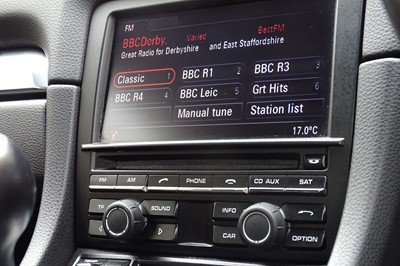 FM
BBCDerby. Varied BestFM
Great Radio for Derbyshire and East Staffordshire
Classic 1 BBC R1 2 BBC R3 3
BBC R4 4 BBC Leic 5 Grt Hits 6
Manual tune Station list
17.0°C
FM AM PHONE CD AUX SAT
TP SOUND INFO
CAR OPTION